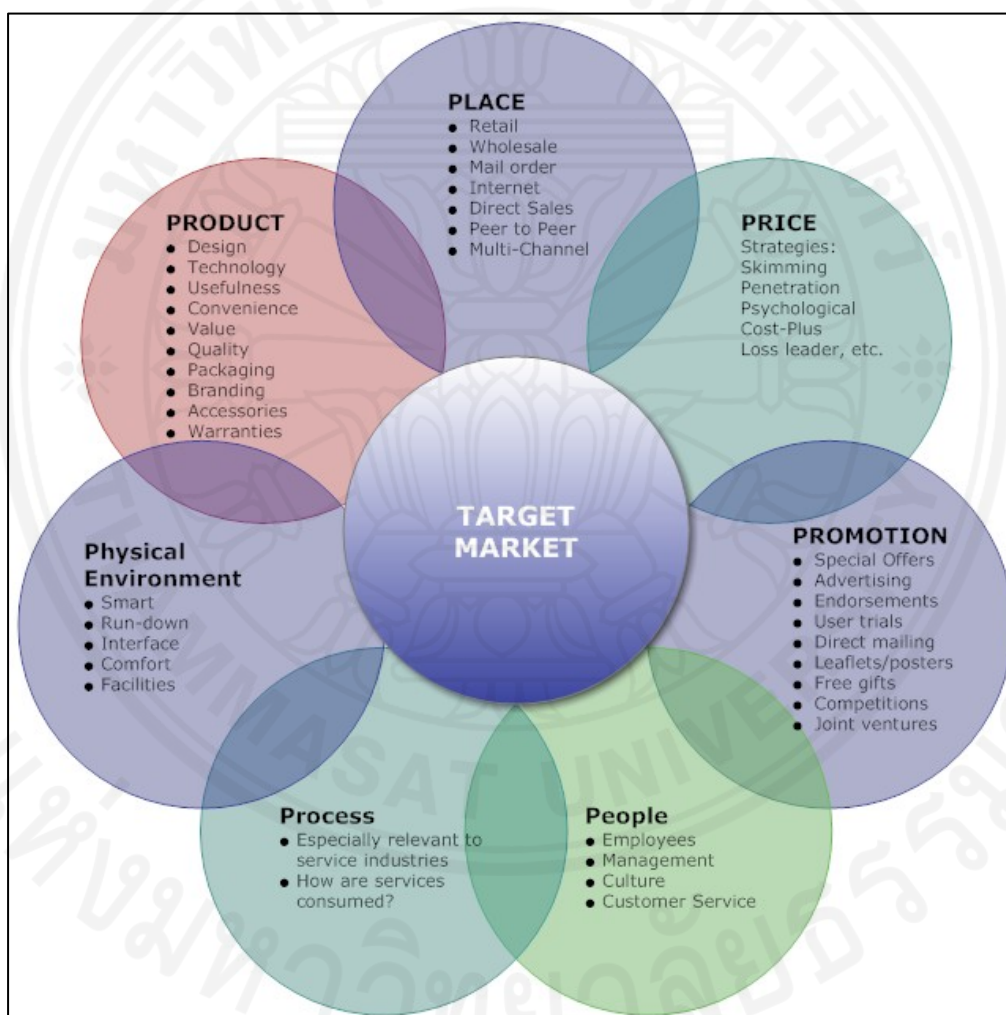 PLACE
● Retail
● Wholesale
● Mail order
● Internet
● Direct Sales
● Peer to Peer
● Multi-Channel
PRODUCT
● Design
● Technology
● Usefulness
● Convenience
● Value
● Quality
● Packaging
● Branding
● Accessories
● Warranties
PRICE
Strategies:
Skimming
Penetration
Psychological
Cost-Plus
Loss leader, etc.
TARGET
MARKET
Physical
Environment
● Smart
● Run-down
● Interface
● Comfort
● Facilities
PROMOTION
● Special Offers
● Advertising
● Endorsements
● User trials
● Direct mailing
● Leaflets/posters
● Free gifts
● Competitions
● Joint ventures
Process
● Especially relevant to
service industries
● How are services
consumed?
People
● Employees
● Management
● Culture
● Customer Service
THAMMASAT UNIVERSITY